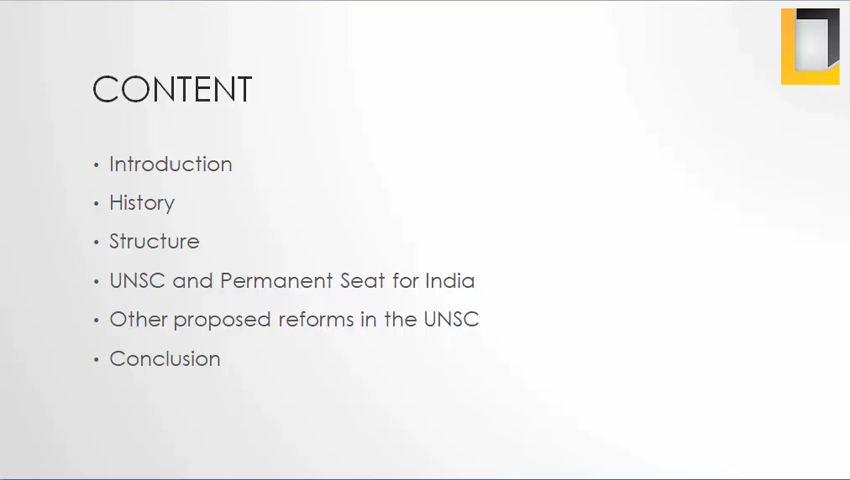 CONTENT
• Introduction
• History
• Structure
• UNSC and Permanent Seat for India
• Other proposed reforms in the UNSC
• Conclusion